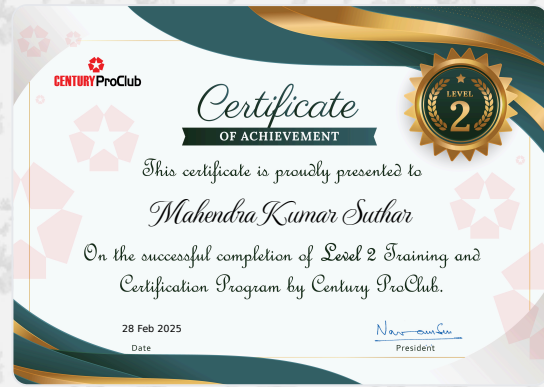 CENTURY ProClub
Certificate
OF ACHIEVEMENT
LEVEL
2
This certificate is proudly presented to
Mahendra Kumar Suthar
On the successful completion of Level 2 Training and
Certification Program by Century ProClub.
28 Feb 2025
Date
President